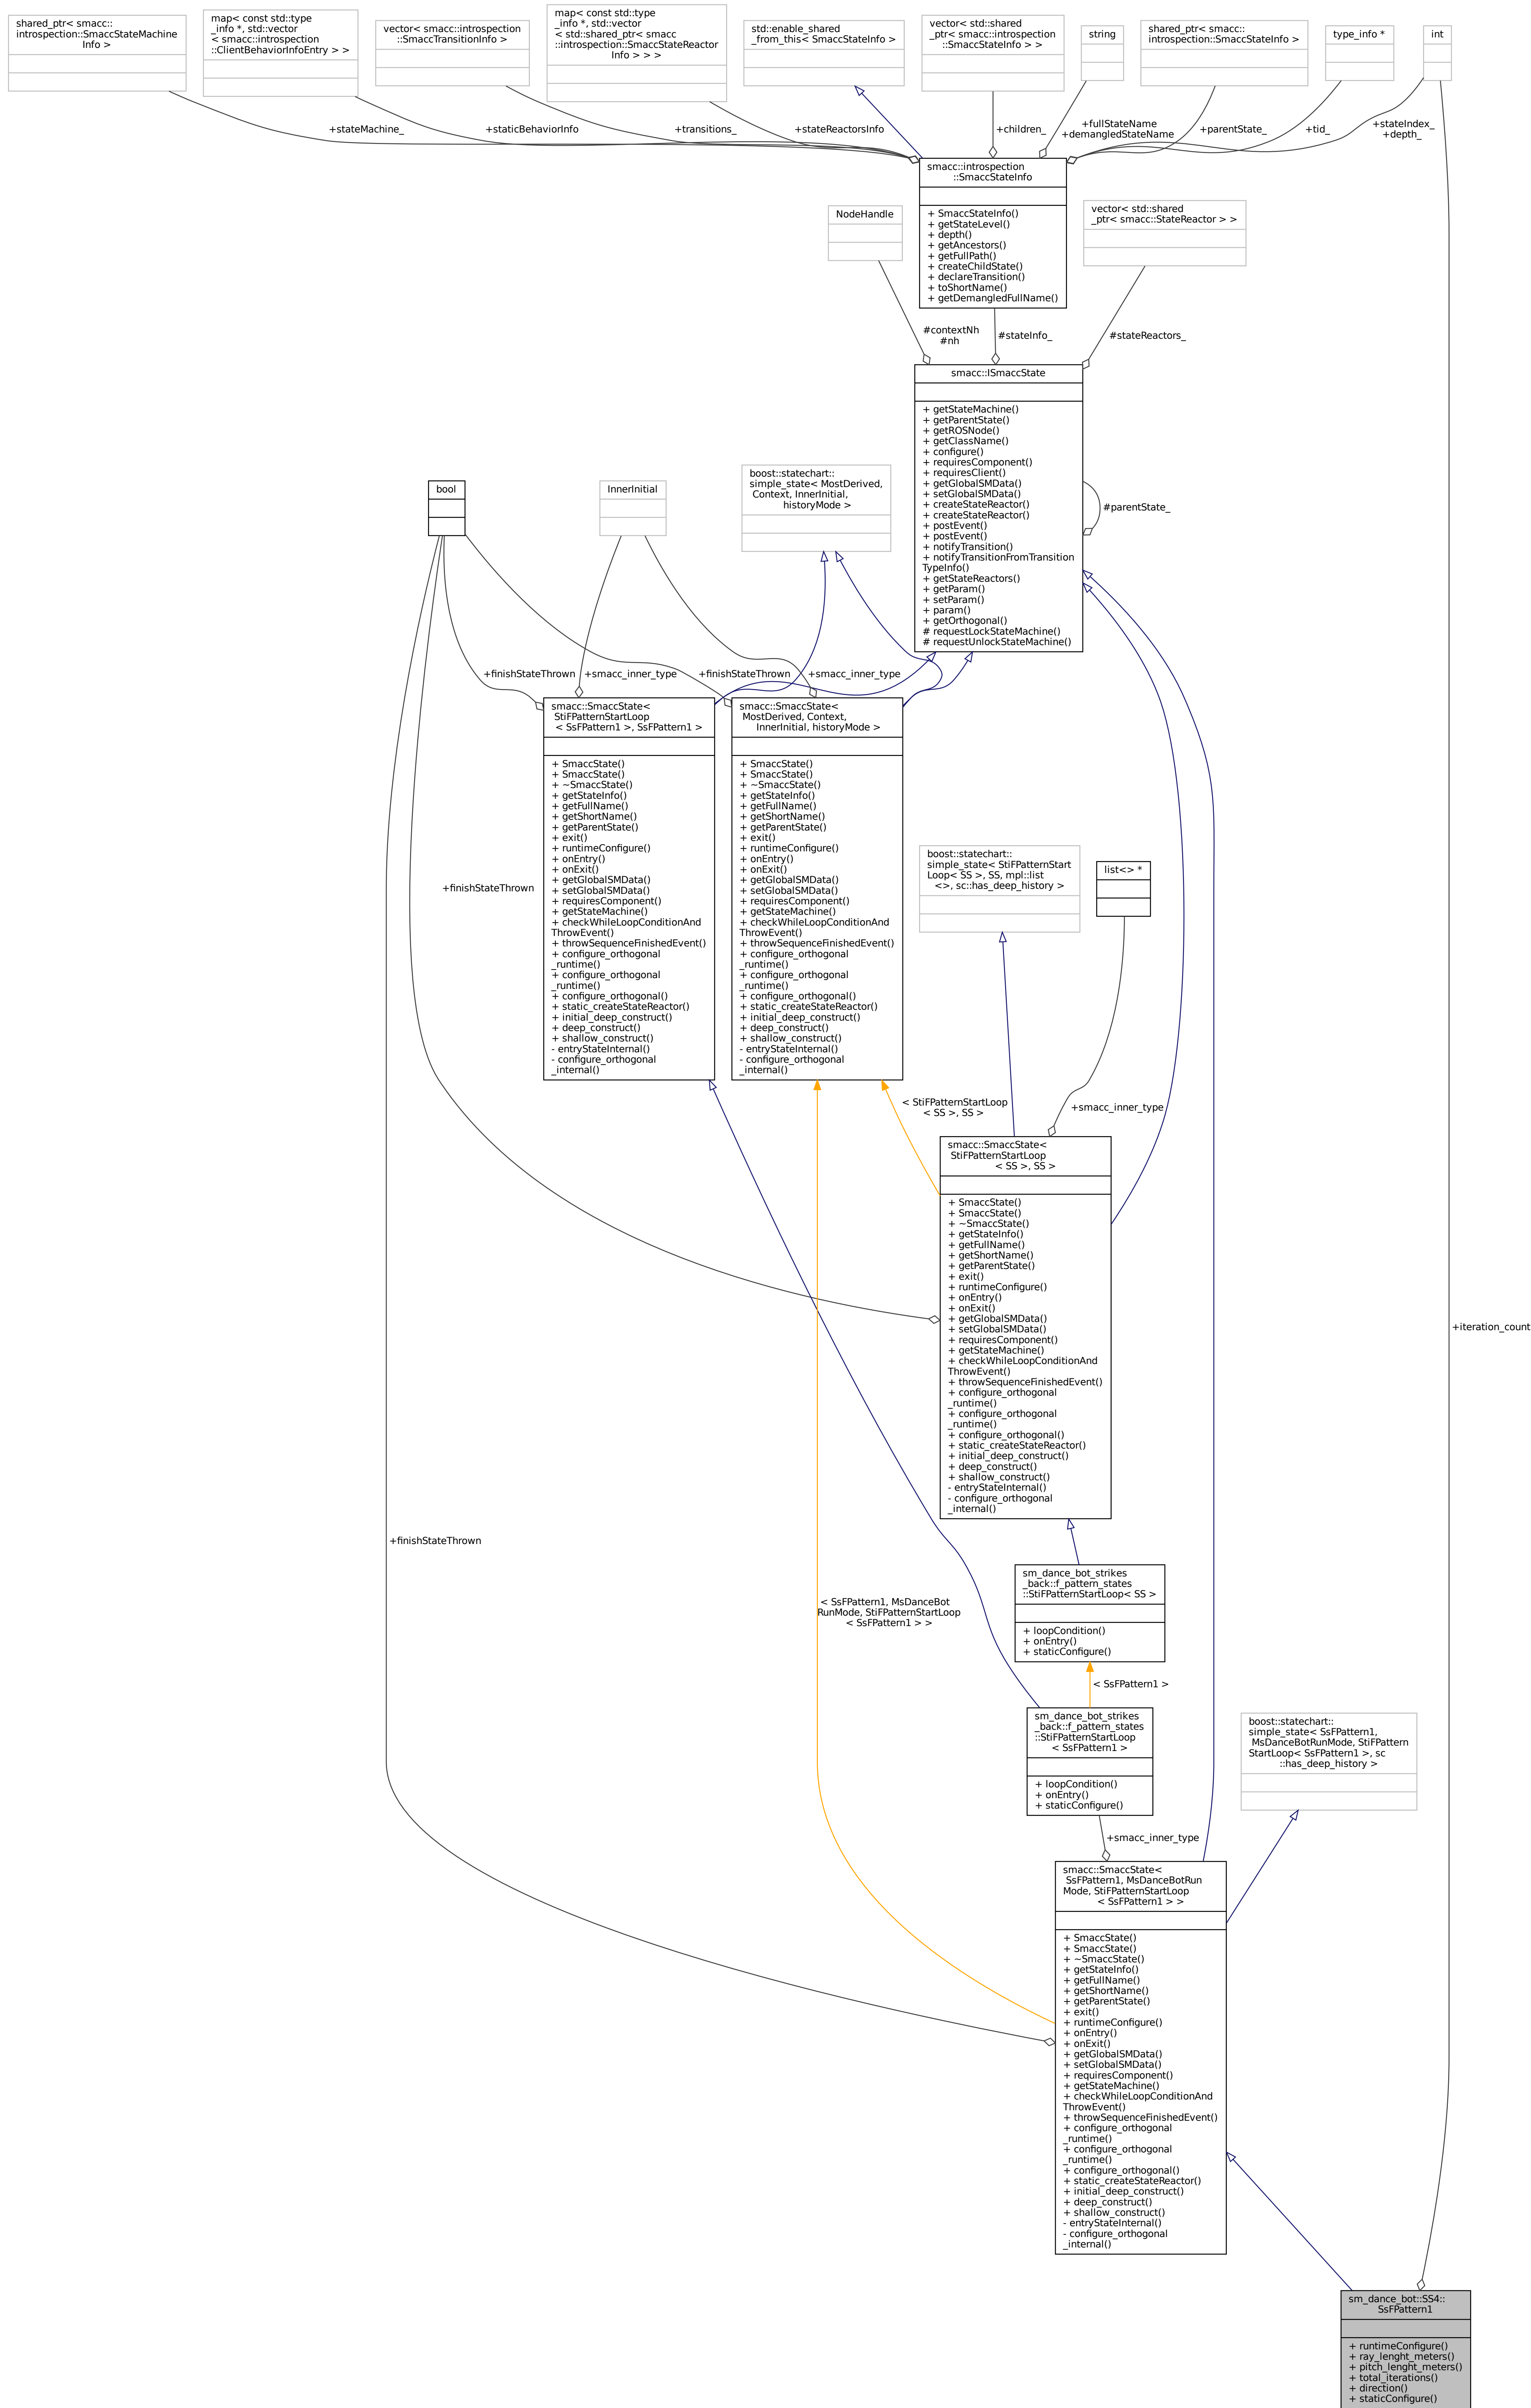 shared_ptr< smacc::
introspection::SmaccStateMachine
Info >
map< const std::type
_info *, std::vector
< smacc::introspection
::ClientBehaviorInfoEntry > >
vector< smacc::introspection
::SmaccTransitionInfo >
map< const std::type
_info *, std::vector
< std::shared_ptr< smacc
::introspection::SmaccStateReactor
Info > > >
std::enable_shared
_from_this< SmaccStateInfo >
vector< std::shared
_ptr< smacc::introspection
::SmaccStateInfo > >
string
shared_ptr< smacc::
introspection::SmaccStateInfo >
type_info *
int
+stateMachine_
+staticBehaviorInfo
+transitions_
+stateReactorsInfo
+children_
+fullStateName
+demangledStateName
+parentState_
+tid_
+stateIndex_
+depth_
smacc::introspection
::SmaccStateInfo
+ SmaccStateInfo()
+ getStateLevel()
+ depth()
+ getAncestors()
+ getFullPath()
+ createChildState()
+ declareTransition()
+ toShortName()
+ getDemangledFullName()
NodeHandle
vector< std::shared
_ptr< smacc::StateReactor > >
#contextNh
#nh
#stateInfo_
#stateReactors_
smacc::ISmaccState
+ getStateMachine()
+ getParentState()
+ getROSNode()
+ getClassName()
+ configure()
+ requiresComponent()
+ requiresClient()
+ getGlobalSMData()
+ setGlobalSMData()
+ createStateReactor()
+ createStateReactor()
+ postEvent()
+ postEvent()
+ notifyTransition()
+ notifyTransitionFromTransition
TypeInfo()
+ getStateReactors()
+ getParam()
+ setParam()
+ param()
+ getOrthogonal()
# requestLockStateMachine()
# requestUnlockStateMachine()
#parentState_
bool
InnerInitial
boost::statechart::
simple_state< MostDerived,
Context, InnerInitial,
historyMode >
+finishStateThrown
+smacc_inner_type
+finishStateThrown
+smacc_inner_type
smacc::SmaccState<
StiFPatternStartLoop
< SsFPattern1 >, SsFPattern1 >
+ SmaccState()
+ SmaccState()
+ ~SmaccState()
+ getStateInfo()
+ getFullName()
+ getShortName()
+ getParentState()
+ exit()
+ runtimeConfigure()
+ onEntry()
+ onExit()
+ getGlobalSMData()
+ setGlobalSMData()
+ requiresComponent()
+ getStateMachine()
+ checkWhileLoopConditionAnd
ThrowEvent()
+ throwSequenceFinishedEvent()
+ configure_orthogonal
_runtime()
+ configure_orthogonal
_runtime()
+ configure_orthogonal()
+ static_createStateReactor()
+ initial_deep_construct()
+ deep_construct()
+ shallow_construct()
- entryStateInternal()
- configure_orthogonal
_internal()
smacc::SmaccState<
MostDerived, Context,
InnerInitial, historyMode >
+ SmaccState()
+ SmaccState()
+ ~SmaccState()
+ getStateInfo()
+ getFullName()
+ getShortName()
+ getParentState()
+ exit()
+ runtimeConfigure()
+ onEntry()
+ onExit()
+ getGlobalSMData()
+ setGlobalSMData()
+ requiresComponent()
+ getStateMachine()
+ checkWhileLoopConditionAnd
ThrowEvent()
+ throwSequenceFinishedEvent()
+ configure_orthogonal
_runtime()
+ configure_orthogonal
_runtime()
+ configure_orthogonal()
+ static_createStateReactor()
+ initial_deep_construct()
+ deep_construct()
+ shallow_construct()
- entryStateInternal()
- configure_orthogonal
_internal()
+finishStateThrown
boost::statechart::
simple_state< StiFPatternStart
Loop< SS >, SS, mpl::list
<>, sc::has_deep_history >
list<> *
< StiFPatternStartLoop
< SS >, SS >
+smacc_inner_type
smacc::SmaccState<
StiFPatternStartLoop
< SS >, SS >
+ SmaccState()
+ SmaccState()
+ ~SmaccState()
+ getStateInfo()
+ getFullName()
+ getShortName()
+ getParentState()
+ exit()
+ runtimeConfigure()
+ onEntry()
+ onExit()
+ getGlobalSMData()
+ setGlobalSMData()
+ requiresComponent()
+ getStateMachine()
+ checkWhileLoopConditionAnd
ThrowEvent()
+ throwSequenceFinishedEvent()
+ configure_orthogonal
_runtime()
+ configure_orthogonal
_runtime()
+ configure_orthogonal()
+ static_createStateReactor()
+ initial_deep_construct()
+ deep_construct()
+ shallow_construct()
- entryStateInternal()
- configure_orthogonal
_internal()
+iteration_count
+finishStateThrown
sm_dance_bot_strikes
_back::f_pattern_states
::StiFPatternStartLoop< SS >
+ loopCondition()
+ onEntry()
+ staticConfigure()
< SsFPattern1, MsDanceBot
RunMode, StiFPatternStartLoop
< SsFPattern1 > >
< SsFPattern1 >
sm_dance_bot_strikes
_back::f_pattern_states
::StiFPatternStartLoop
< SsFPattern1 >
+ loopCondition()
+ onEntry()
+ staticConfigure()
boost::statechart::
simple_state< SsFPattern1,
MsDanceBotRunMode, StiFPattern
StartLoop< SsFPattern1 >, sc
::has_deep_history >
+smacc_inner_type
smacc::SmaccState<
SsFPattern1, MsDanceBotRun
Mode, StiFPatternStartLoop
< SsFPattern1 > >
+ SmaccState()
+ SmaccState()
+ ~SmaccState()
+ getStateInfo()
+ getFullName()
+ getShortName()
+ getParentState()
+ exit()
+ runtimeConfigure()
+ onEntry()
+ onExit()
+ getGlobalSMData()
+ setGlobalSMData()
+ requiresComponent()
+ getStateMachine()
+ checkWhileLoopConditionAnd
ThrowEvent()
+ throwSequenceFinishedEvent()
+ configure_orthogonal
_runtime()
+ configure_orthogonal
_runtime()
+ configure_orthogonal()
+ static_createStateReactor()
+ initial_deep_construct()
+ deep_construct()
+ shallow_construct()
- entryStateInternal()
- configure_orthogonal
_internal()
sm_dance_bot::SS4::
SsFPattern1
+ runtimeConfigure()
+ ray_lenght_meters()
+ pitch_lenght_meters()
+ total_iterations()
+ direction()
+ staticConfigure()